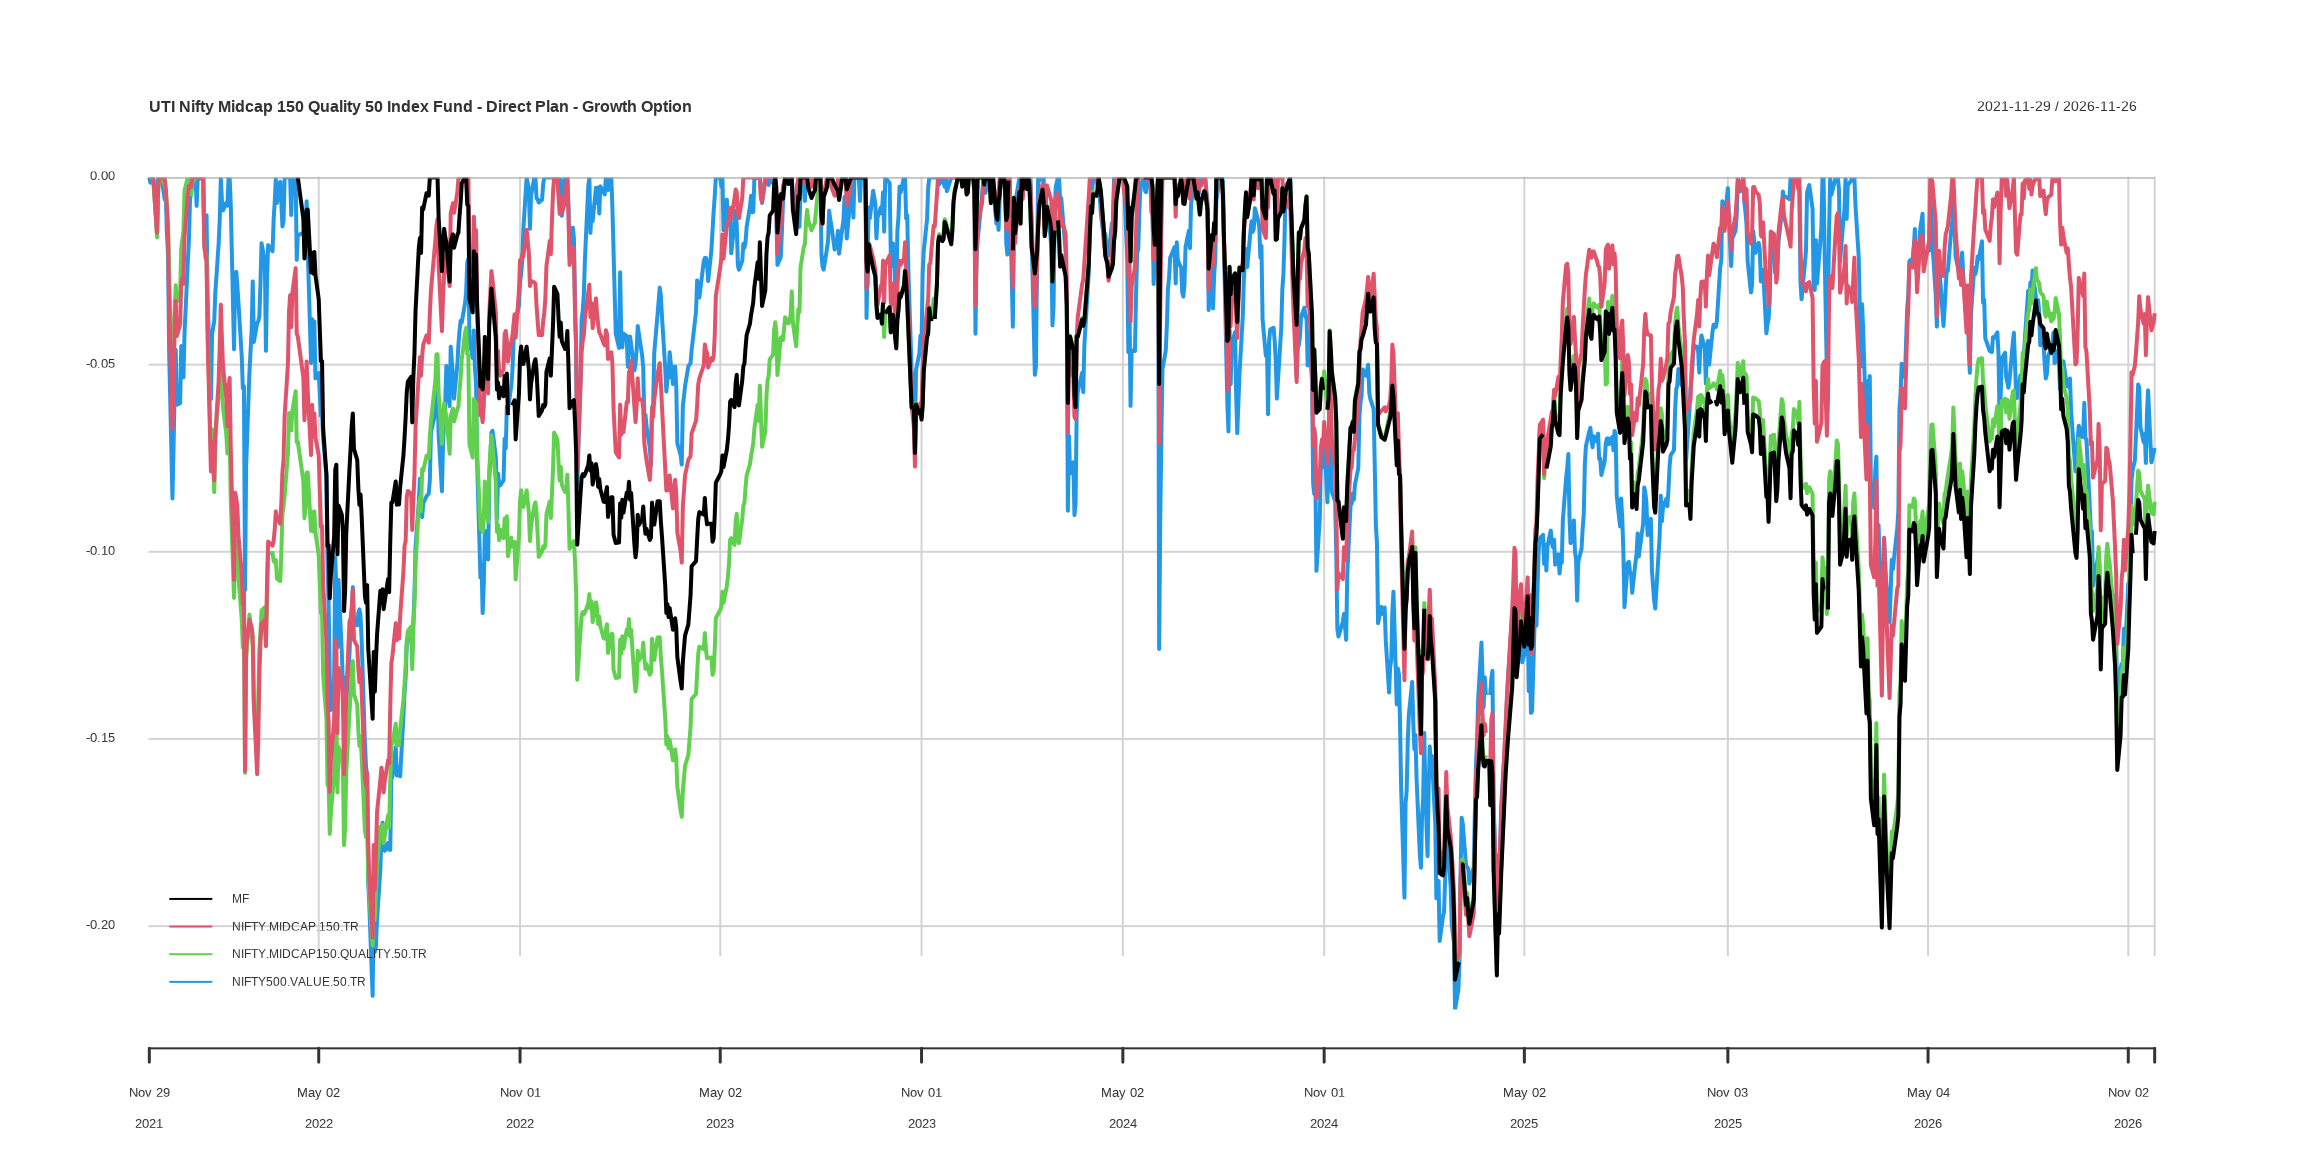 UTI Nifty Midcap 150 Quality 50 Index Fund - Direct Plan - Growth Option
2021-11-29 / 2026-11-26
0.00
-0.05
-0.10
-0.15
-0.20
MF
NIFTY.MIDCAP.150.TR
NIFTY.MIDCAP150.QUALITY.50.TR
NIFTY500.VALUE.50.TR
Nov 29 May 02 Nov 01 May 02 Nov 01 May 02 Nov 01 May 02 Nov 03 May 04 Nov 02
2021 2022 2022 2023 2023 2024 2024 2025 2025 2026 2026